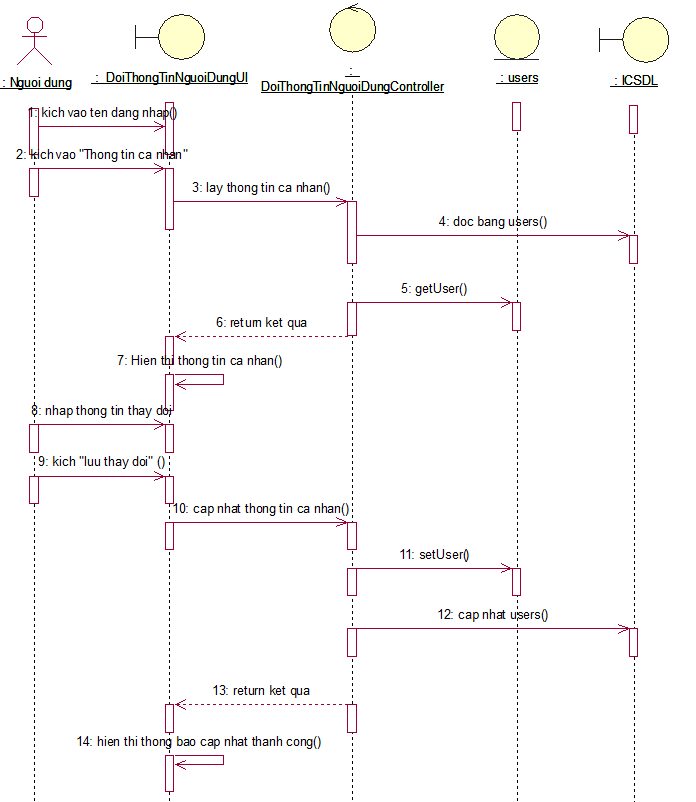 : Nguoi dung
: DoiThongTinNguoiDungUI
:
DoiThongTinNguoiDungController
: users
: ICSDL
1: kich vao ten dang nhap()
2: kich vao "Thong tin ca nhan"
3: lay thong tin ca nhan()
4: doc bang users()
5: getUser()
6: return ket qua
7: Hien thi thong tin ca nhan()
8: nhap thong tin thay doi
9: kich "luu thay doi" ()
10: cap nhat thong tin ca nhan()
11: setUser()
12: cap nhat users()
13: return ket qua
14: hien thi thong bao cap nhat thanh cong()